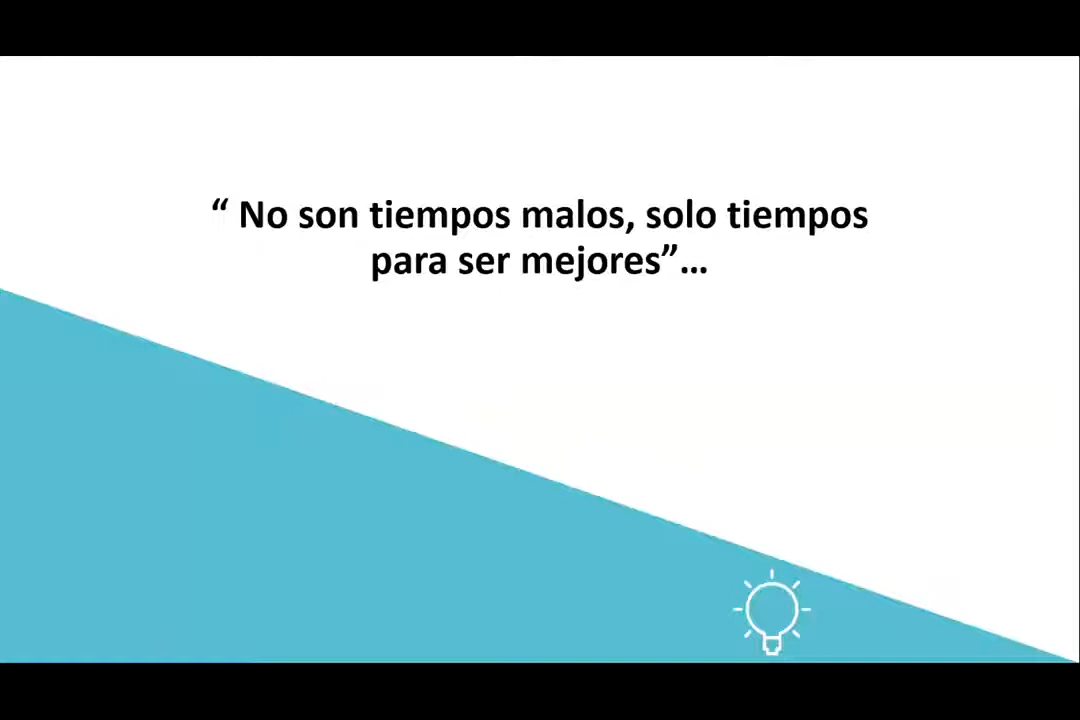 “ No son tiempos malos, solo tiempos
para ser mejores”...